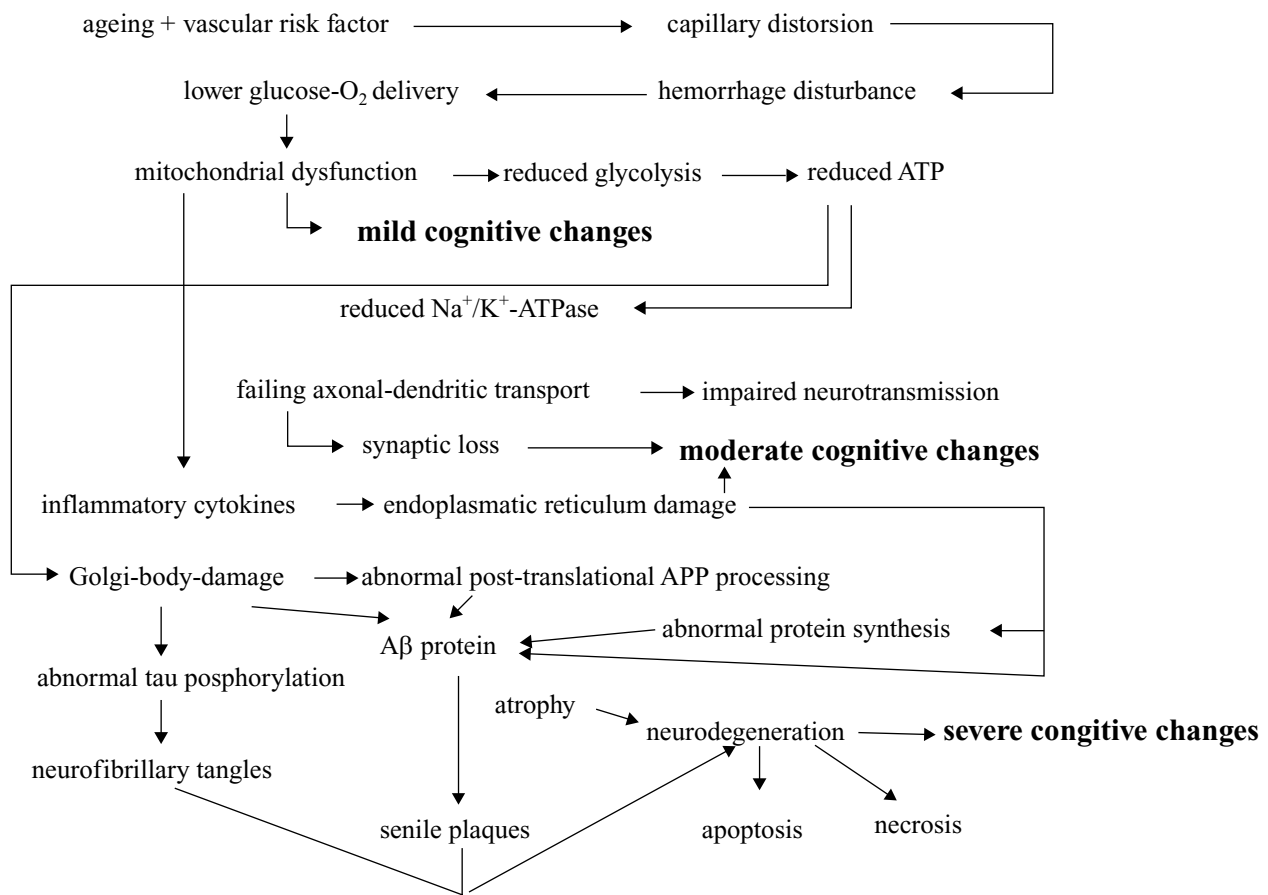 ageing + vascular risk factor
capillary distorsion
lower glucose-O₂ delivery
hemorrhage disturbance
mitochondrial dysfunction
reduced glycolysis
reduced ATP
mild cognitive changes
reduced Na⁺/K⁺-ATPase
failing axonal-dendritic transport
impaired neurotransmission
synaptic loss
moderate cognitive changes
inflammatory cytokines
endoplasmatic reticulum damage
Golgi-body-damage
abnormal post-translational APP processing
Aβ protein
abnormal protein synthesis
abnormal tau posphorylation
atrophy
neurodegeneration
severe congitive changes
neurofibrillary tangles
senile plaques
apoptosis
necrosis